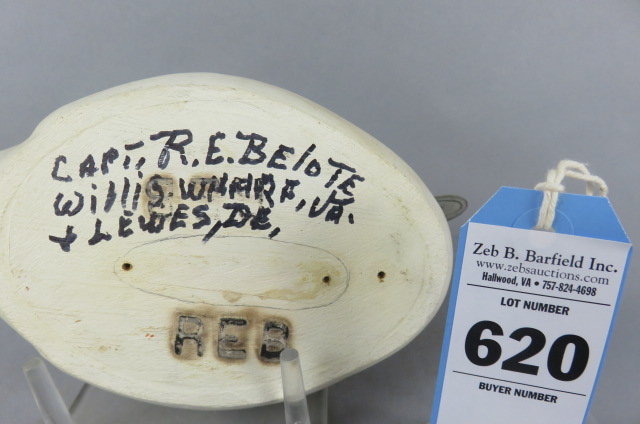 CAPT. R.E. BELOTE
WILLIS WHARF, VA.
+ LEWES, DE,
REB
Zeb B. Barfield Inc.
www.zebsauctions.com
Hallwood, VA • 757-824-4698
LOT NUMBER
620
BUYER NUMBER